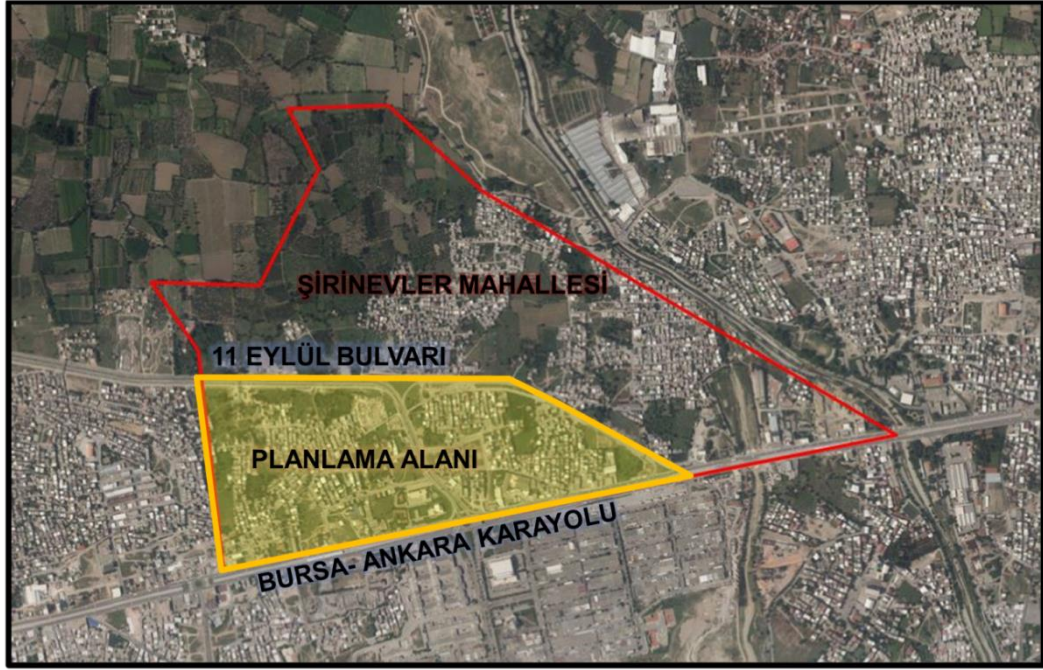 ŞİRİNEVLER MAHALLESİ
11 EYLÜL BULVARI
PLANLAMA ALANI
BURSA- ANKARA KARAYOLU